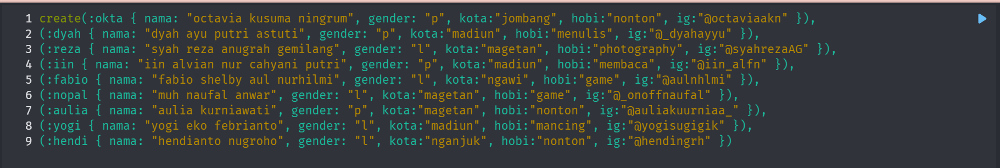 1 create(:okta { nama: "octavia kusuma ningrum", gender: "p", kota:"jombang", hobi:"nonton", ig:"@octaviaakn" }),
2 (:dyah { nama: "dyah ayu putri astuti", gender: "p", kota:"madiun", hobi:"menulis", ig:"@_dyahayyu" }),
3 (:reza { nama: "syah reza anugrah gemilang", gender: "l", kota:"magetan", hobi:"photography", ig:"@syahrezaAG" }),
4 (:iin { nama: "iin alvian nur cahyani putri", gender: "p", kota:"madiun", hobi:"membaca", ig:"@iin_alfn" }),
5 (:fabio { nama: "fabio shelby aul nurhilmi", gender: "l", kota:"ngawi", hobi:"game", ig:"@aulnhlmi" }),
6 (:nopal { nama: "muh naufal anwar", gender: "l", kota:"magetan", hobi:"game", ig:"@_onoffnaufal" }),
7 (:aulia { nama: "aulia kurniawati", gender: "p", kota:"magetan", hobi:"nonton", ig:"@auliakuurniaa_" }),
8 (:yogi { nama: "yogi eko febrianto", gender: "l", kota:"madiun", hobi:"mancing", ig:"@yogisugigik" }),
9 (:hendi { nama: "hendianto nugroho", gender: "l", kota:"nganjuk", hobi:"nonton", ig:"@hendingrh" })